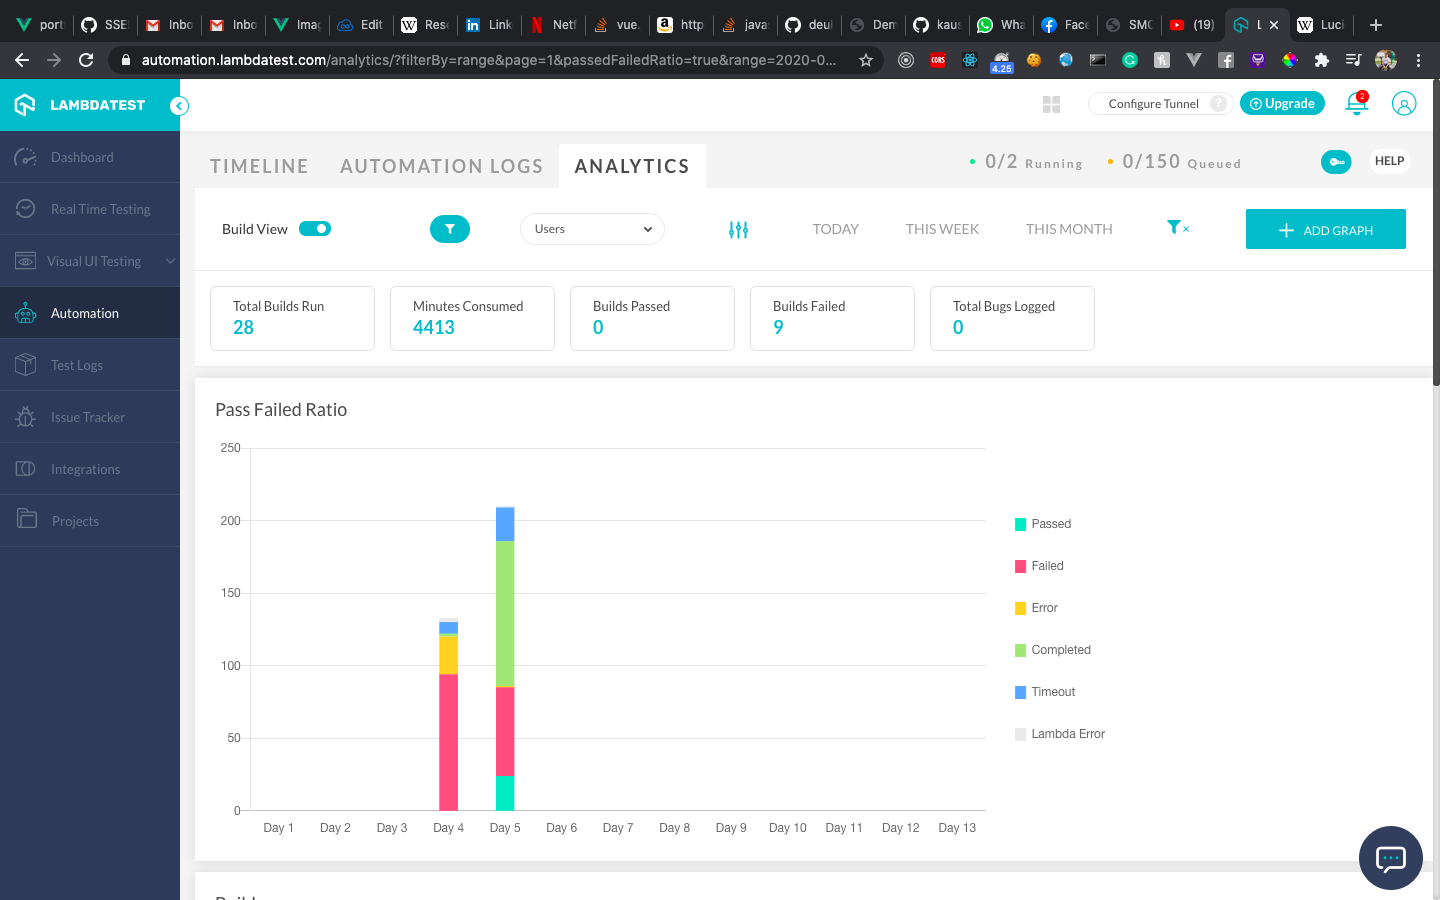 port SSE Inbo Inbo Imag Edit Rese Link Netf vue. http java deul Dem kaus Wha Face SMC (19) L Luci
automation.lambdatest.com/analytics/?filterBy=range&page=1&passedFailedRatio=true&range=2020-0...
CORS
4.25
LAMBDATEST
Configure Tunnel ?
Upgrade
2
Dashboard
Real Time Testing
Visual UI Testing
Automation
Test Logs
Issue Tracker
Integrations
Projects
TIMELINE AUTOMATION LOGS ANALYTICS
0/2 Running 0/150 Queued
HELP
Build View
Users
TODAY THIS WEEK THIS MONTH
ADD GRAPH
Total Builds Run
28
Minutes Consumed
4413
Builds Passed
0
Builds Failed
9
Total Bugs Logged
0
Pass Failed Ratio
250
200
150
100
50
0
Day 1 Day 2 Day 3 Day 4 Day 5 Day 6 Day 7 Day 8 Day 9 Day 10 Day 11 Day 12 Day 13
Passed
Failed
Error
Completed
Timeout
Lambda Error